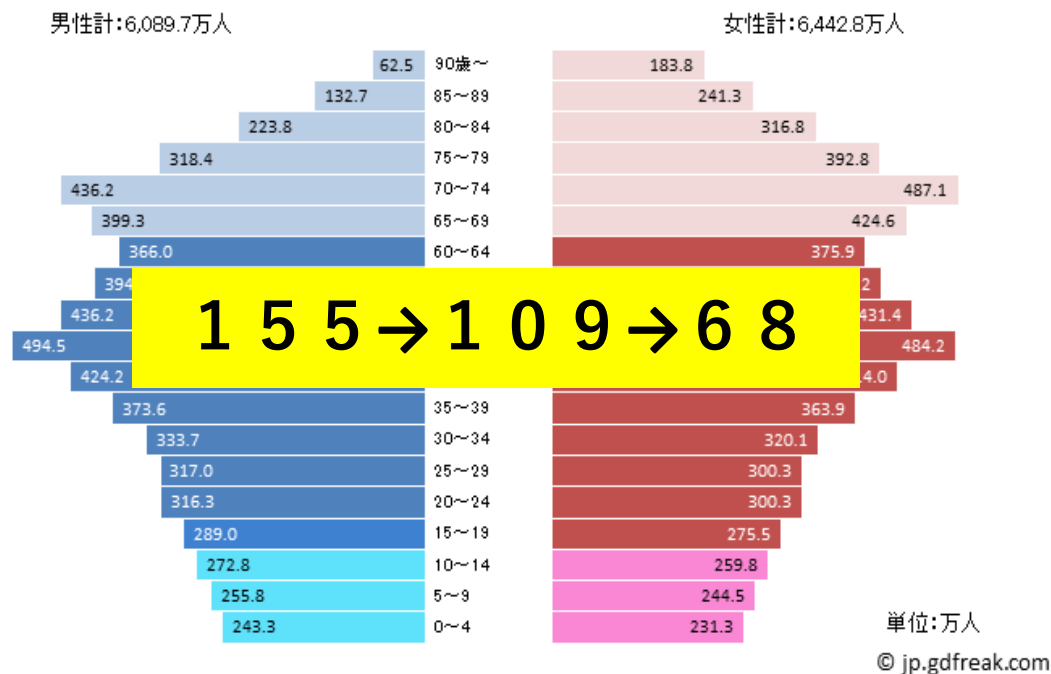 男性計:6,089.7万人 女性計:6,442.8万人
62.5 90歳~ 183.8
132.7 85~89 241.3
223.8 80~84 316.8
318.4 75~79 392.8
436.2 70~74 487.1
399.3 65~69 424.6
366.0 60~64 375.9
436.2 431.4
155→109→68
494.5 484.2
424.2
373.6 35~39 363.9
333.7 30~34 320.1
317.0 25~29 300.3
316.3 20~24 300.3
289.0 15~19 275.5
272.8 10~14 259.8
255.8 5~9 244.5
243.3 0~4 231.3
単位:万人
© jp.gdfreak.com